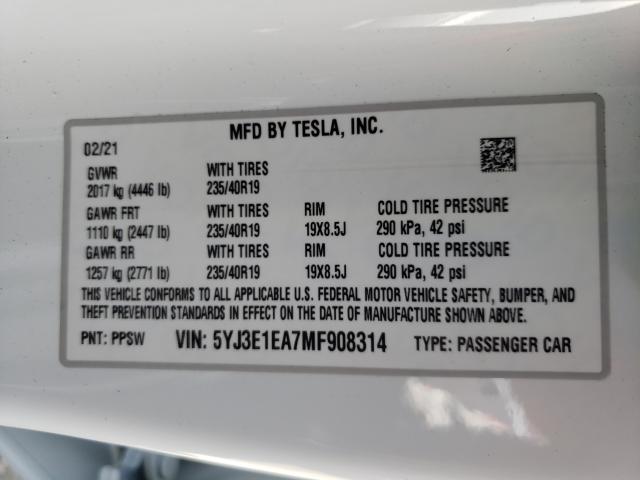 MFD BY TESLA, INC.
02/21
GVWR WITH TIRES
2017 kg (4446 lb) 235/40R19
GAWR FRT WITH TIRES RIM COLD TIRE PRESSURE
1110 kg (2447 lb) 235/40R19 19X8.5J 290 kPa, 42 psi
GAWR RR WITH TIRES RIM COLD TIRE PRESSURE
1257 kg (2771 lb) 235/40R19 19X8.5J 290 kPa, 42 psi
THIS VEHICLE CONFORMS TO ALL APPLICABLE U.S. FEDERAL MOTOR VEHICLE SAFETY, BUMPER, AND
THEFT PREVENTION STANDARDS IN EFFECT ON THE DATE OF MANUFACTURE SHOWN ABOVE.
PNT: PPSW VIN: 5YJ3E1EA7MF908314 TYPE: PASSENGER CAR